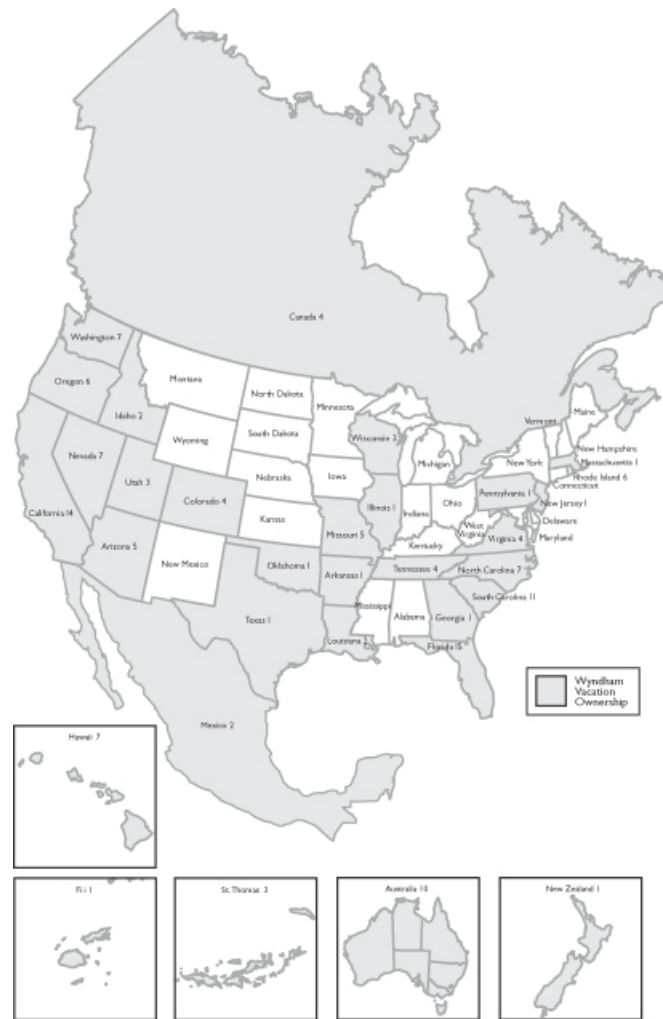 Canada 4
Washington 7
Montana
North Dakota
Minnesota
Oregon 6
Idaho 2
Wyoming
South Dakota
Wisconsin 2
Michigan
Vermont
Maine
New Hampshire
New York
Massachusetts 1
Rhode Island 6
Connecticut
Nevada 7
Utah 3
Colorado 4
Nebraska
Iowa
Illinois 1
Indiana
Ohio
Pennsylvania 1
New Jersey 1
Delaware
Maryland
California 14
Kansas
Missouri 5
West
Virginia
Virginia 4
Kentucky
Arizona 5
New Mexico
Oklahoma 1
Arkansas 1
Tennessee 4
North Carolina 7
South Carolina 11
Texas 1
Louisiana
Mississippi
Alabama
Georgia 1
Florida 15
Mexico 2
Wyndham
Vacation
Ownership
Hawaii 7
Fiji 1
St. Thomas 3
Australia 10
New Zealand 1